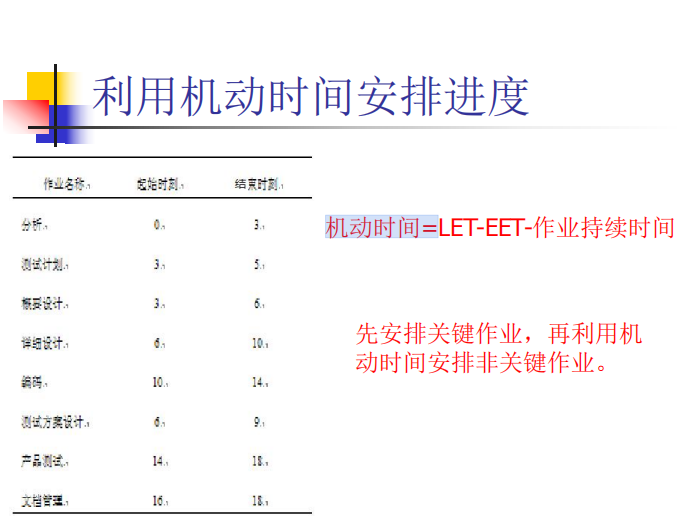 利用机动时间安排进度
作业名称 起始时刻 结束时刻
分析 0 3
测试计划 3 5
概要设计 3 6
详细设计 6 10
编码 10 14
测试方案设计 6 9
产品测试 14 18
文档管理 16 18
机动时间=LET-EET-作业持续时间
先安排关键作业，再利用机
动时间安排非关键作业。